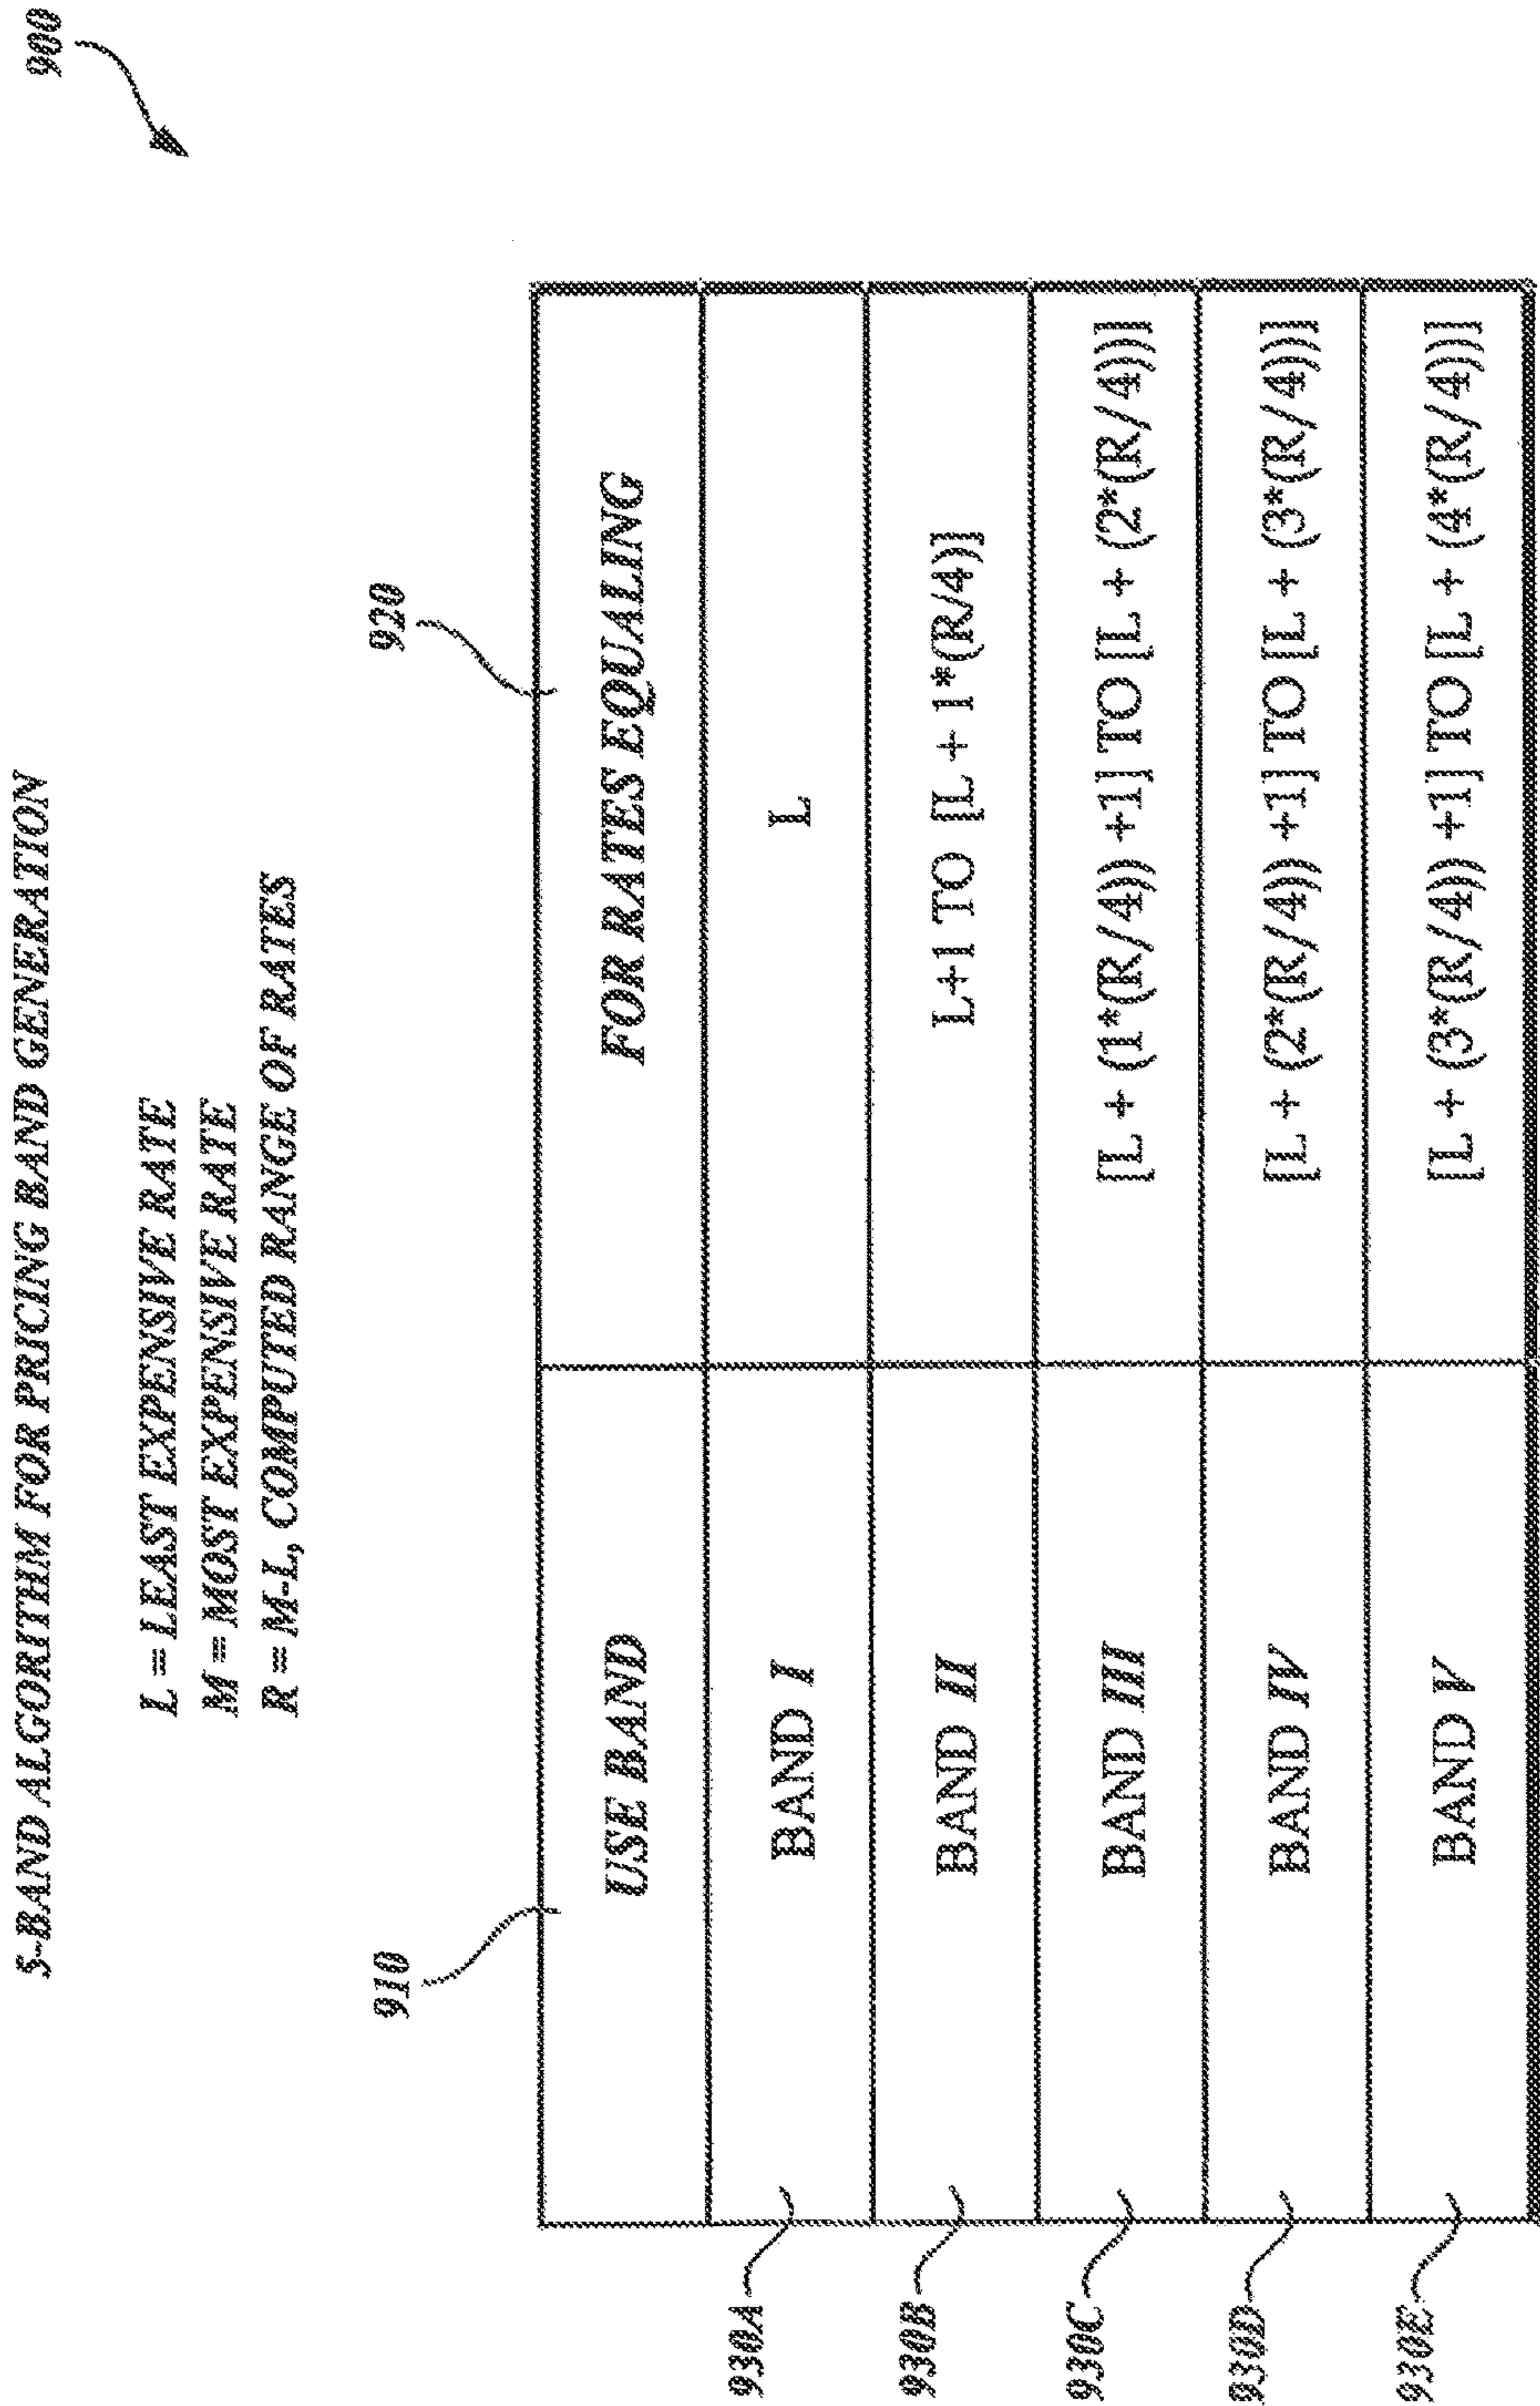 900
5-BAND ALGORITHM FOR PRICING BAND GENERATION
L = LEAST EXPENSIVE RATE
M = MOST EXPENSIVE RATE
R = M-L, COMPUTED RANGE OF RATES
910
920
USE BAND
FOR RATES EQUALING
930A
BAND I
L
930B
BAND II
L+1 TO [L + 1*(R/4)]
930C
BAND III
[L + (1*(R/4)) +1] TO [L + (2*(R/4))]
930D
BAND IV
[L + (2*(R/4)) +1] TO [L + (3*(R/4))]
930E
BAND V
[L + (3*(R/4)) +1] TO [L + (4*(R/4))]